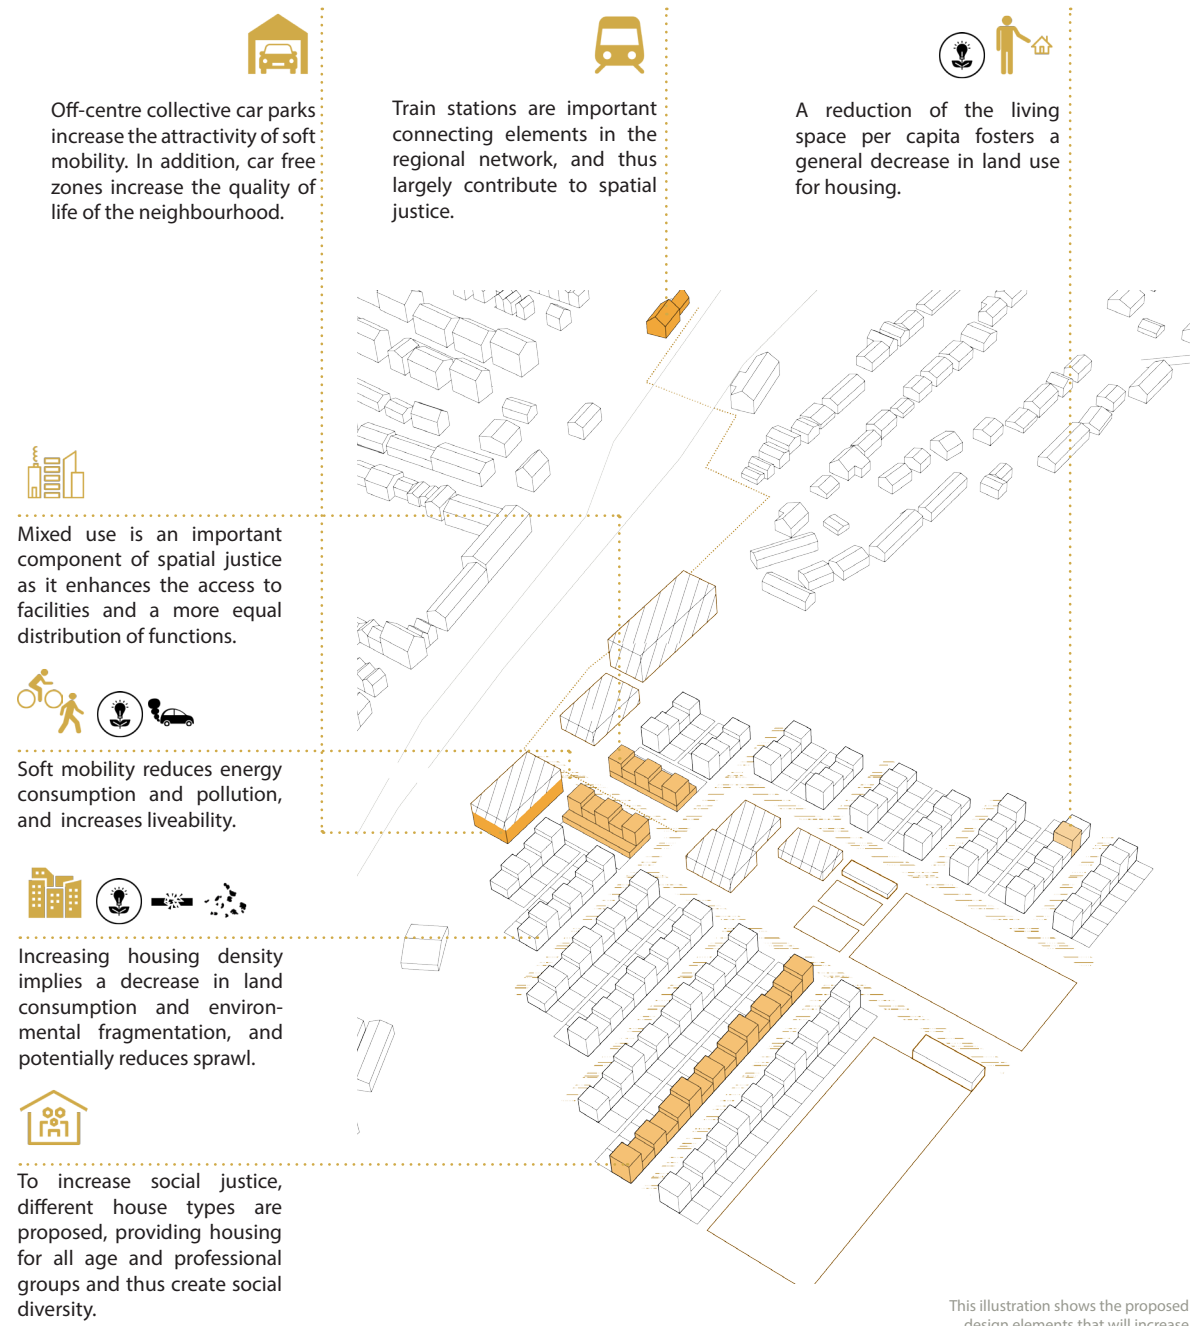 Off-centre collective car parks
increase the attractivity of soft
mobility. In addition, car free
zones increase the quality of
life of the neighbourhood.
Train stations are important
connecting elements in the
regional network, and thus
largely contribute to spatial
justice.
A reduction of the living
space per capita fosters a
general decrease in land use
for housing.
Mixed use is an important
component of spatial justice
as it enhances the access to
facilities and a more equal
distribution of functions.
Soft mobility reduces energy
consumption and pollution,
and increases liveability.
Increasing housing density
implies a decrease in land
consumption and environ-
mental fragmentation, and
potentially reduces sprawl.
To increase social justice,
different house types are
proposed, providing housing
for all age and professional
groups and thus create social
diversity.
This illustration shows the proposed
design elements that will increase